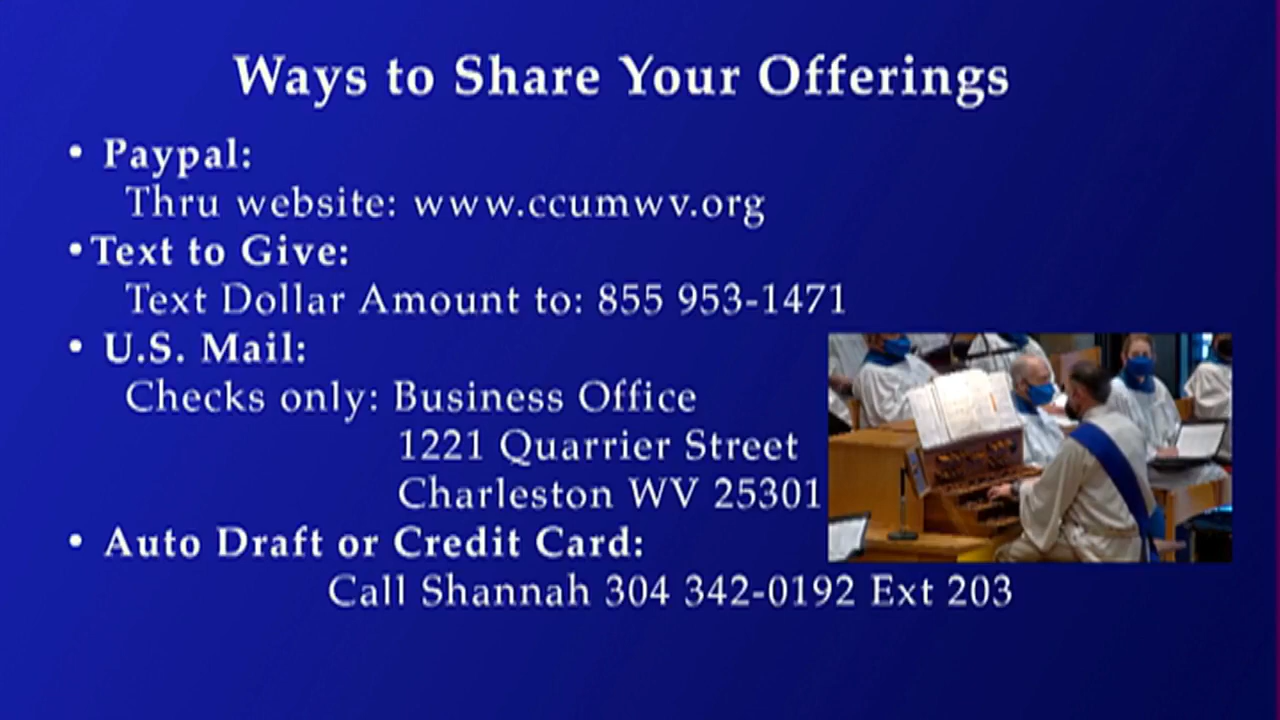 Ways to Share Your Offerings
• Paypal:
Thru website: www.ccumwv.org
• Text to Give:
Text Dollar Amount to: 855 953-1471
• U.S. Mail:
Checks only: Business Office
1221 Quarrier Street
Charleston WV 25301
• Auto Draft or Credit Card:
Call Shannah 304 342-0192 Ext 203